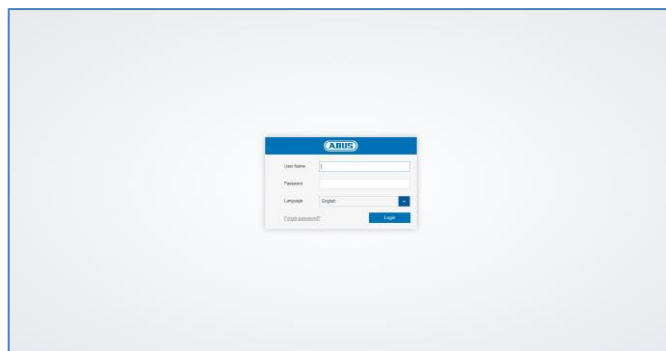 ABUS
User Name
Password
Language English
Forgot password? Login